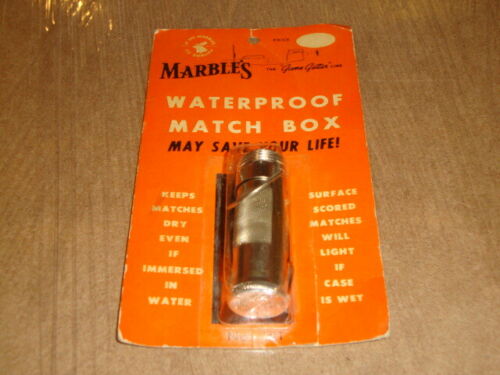 PRICE
MARBLE'S
THE "Game Getter" LINE
WATERPROOF
MATCH BOX
MAY SAVE YOUR LIFE!
KEEPS
MATCHES
DRY
EVEN
IF
IMMERSED
IN
WATER
SURFACE
SCORED
MATCHES
WILL
LIGHT
IF
CASE
IS WET